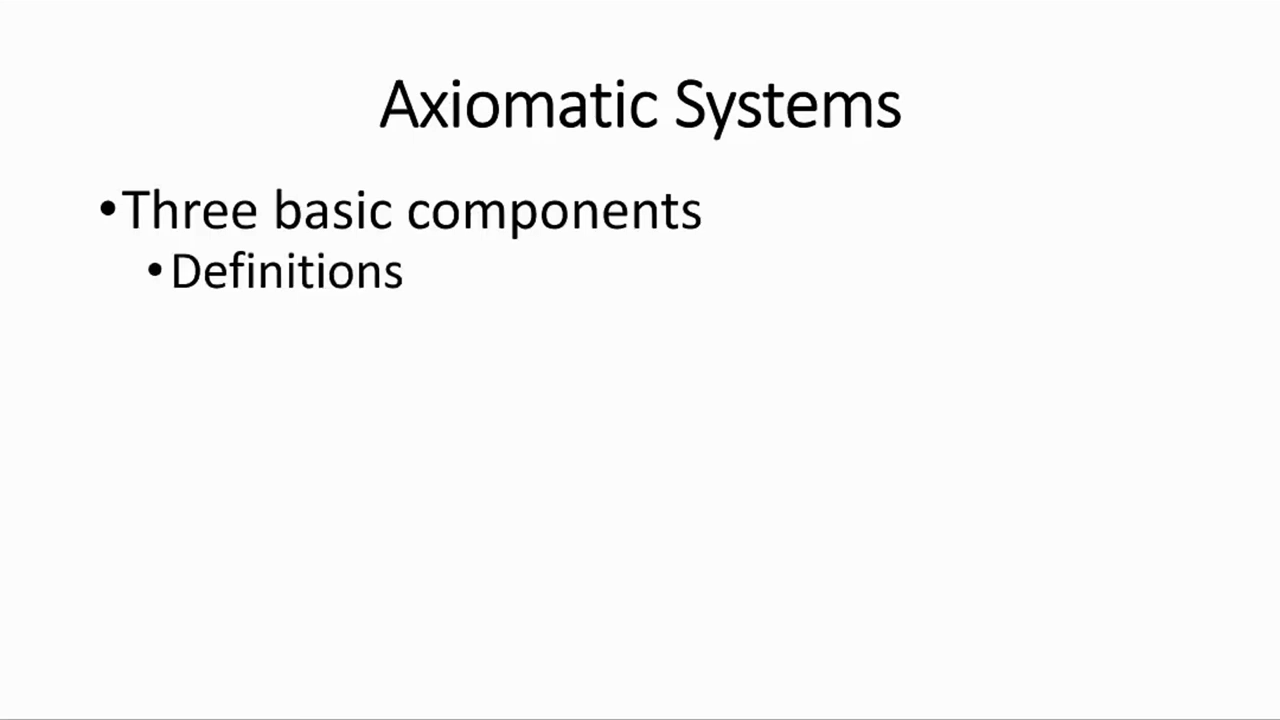 Axiomatic Systems
•Three basic components
•Definitions